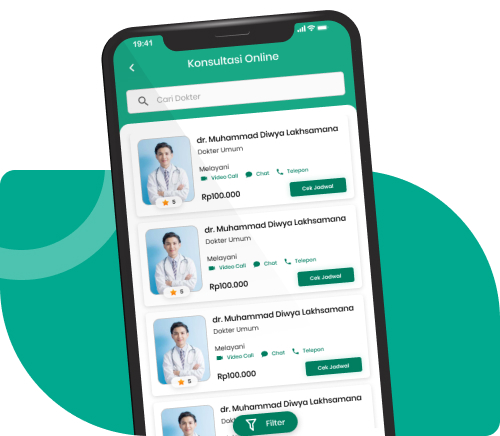 19:41
Konsultasi Online
Cari Dokter
dr. Muhammad Diwya Lakhsamana
Dokter Umum
Melayani
Video Call Chat Telepon
5
Rp100.000
Cek Jadwal
dr. Muhammad Diwya Lakhsamana
Dokter Umum
Melayani
Video Call Chat Telepon
5
Rp100.000
Cek Jadwal
dr. Muhammad Diwya Lakhsamana
Dokter Umum
Melayani
Video Call Chat Telepon
5
Rp100.000
Cek Jadwal
dr. Muhammad Diwya Lakhsamana
Filter